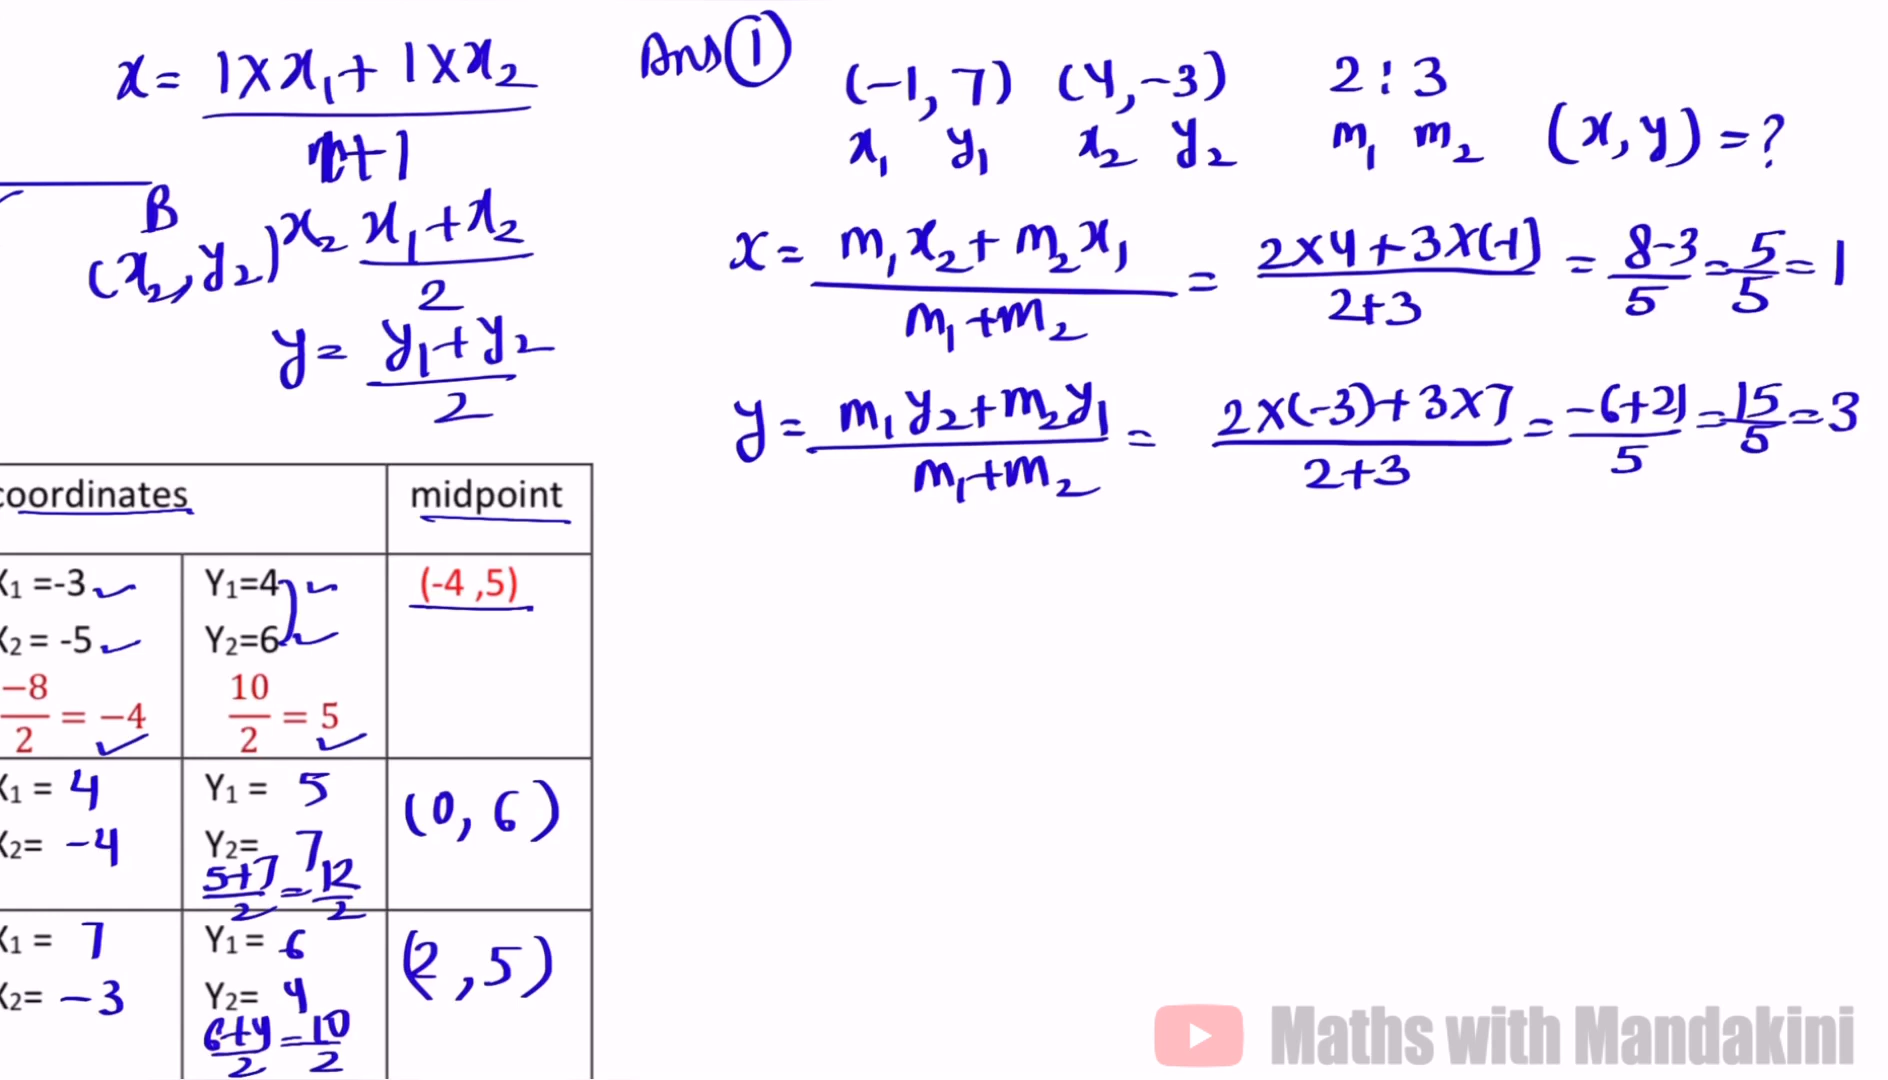 x = 1×x₁ + 1×x₂
1+1
B
(x₂, y₂)
x = x₁+x₂
2
y = y₁+y₂
2
Ans ①
(-1, 7) (4, -3) 2 : 3
x₁ y₁ x₂ y₂ m₁ m₂ (x, y) = ?
x = m₁x₂ + m₂x₁ / m₁+m₂ = 2×4+3×(-1) / 2+3 = 8-3 / 5 = 5/5 = 1
y = m₁y₂+m₂y₁ / m₁+m₂ = 2×(-3)+3×7 / 2+3 = -6+21 / 5 = 15/5 = 3
coordinates midpoint
X₁ =-3 Y₁=4 (-4 ,5)
X₂ = -5 Y₂=6
−8/2 = −4 10/2 = 5
X₁ = 4 Y₁ = 5 (0, 6)
X₂= -4 Y₂= 7
5+7/2 = 12/2
X₁ = 7 Y₁ = 6 (2, 5)
X₂= -3 Y₂= 4
6+4/2 = 10/2
Maths with Mandakini